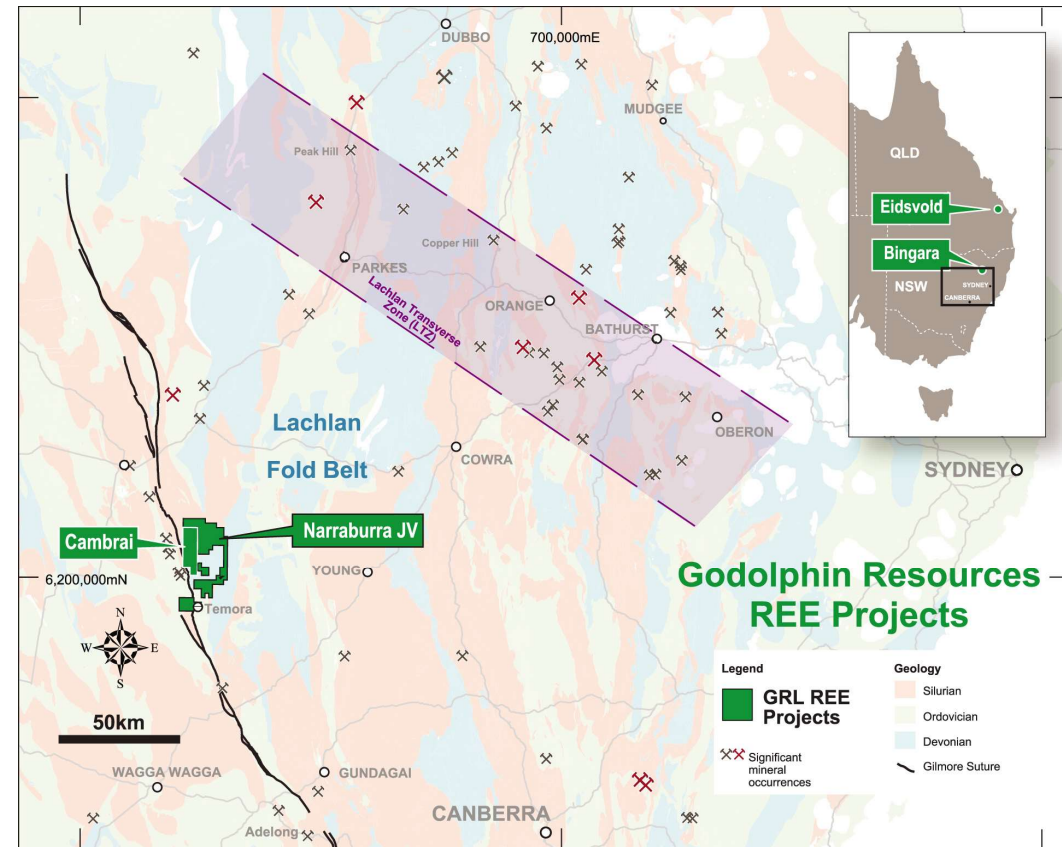 DUBBO
700,000mE
MUDGEE
Peak Hill
Copper Hill
PARKES
Lachlan Transverse
Zone (LTZ)
ORANGE
BATHURST
OBERON
Lachlan
Fold Belt
COWRA
SYDNEY
Cambrai
Narraburra JV
YOUNG
6,200,000mN
Temora
N
W
E
S
50km
WAGGA WAGGA
GUNDAGAI
CANBERRA
Adelong
QLD
Eidsvold
Bingara
NSW
SYDNEY
CANBERRA
Godolphin Resources
REE Projects
Legend
GRL REE
Projects
Significant
mineral
occurrences
Geology
Silurian
Ordovician
Devonian
Gilmore Suture